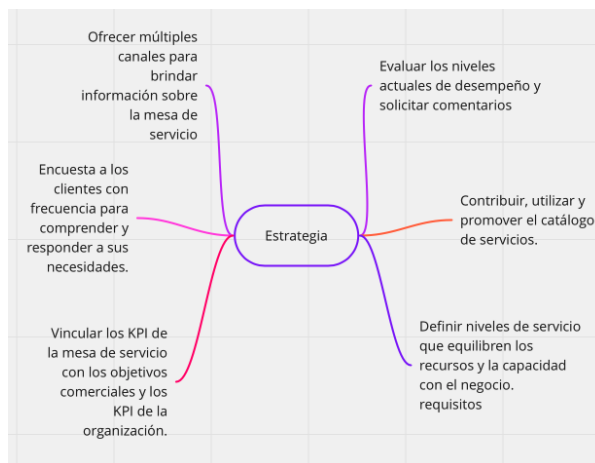 Ofrecer múltiples
canales para
brindar
información sobre
la mesa de
servicio
Encuesta a los
clientes con
frecuencia para
comprender y
responder a sus
necesidades.
Vincular los KPI de
la mesa de servicio
con los objetivos
comerciales y los
KPI de la
organización.
Estrategia
Evaluar los niveles
actuales de desempeño y
solicitar comentarios
Contribuir, utilizar y
promover el catálogo
de servicios.
Definir niveles de servicio
que equilibren los
recursos y la capacidad
con el negocio.
requisitos